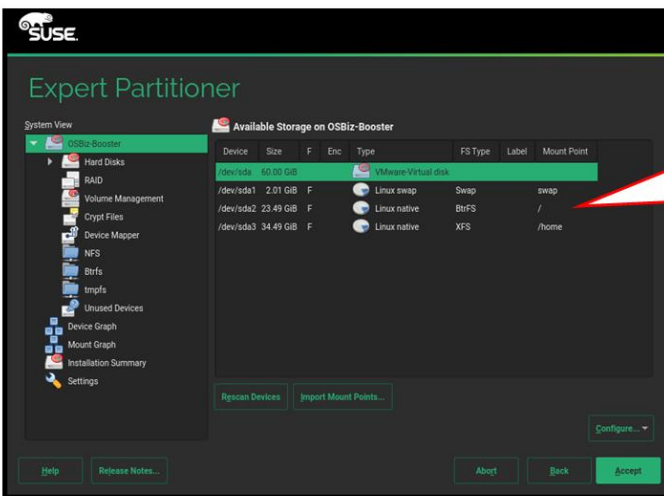 SUSE.
Expert Partitioner
System View
OSBiz-Booster
Hard Disks
RAID
Volume Management
Crypt Files
Device Mapper
NFS
Btrfs
tmpfs
Unused Devices
Device Graph
Mount Graph
Installation Summary
Settings
Available Storage on OSBiz-Booster
Device Size F Enc Type FS Type Label Mount Point
/dev/sda 60.00 GiB VMware-Virtual disk
/dev/sda1 2.01 GiB F Linux swap Swap swap
/dev/sda2 23.49 GiB F Linux native BtrFS /
/dev/sda3 34.49 GiB F Linux native XFS /home
Rescan Devices Import Mount Points...
Configure...
Help Release Notes... Abort Back Accept